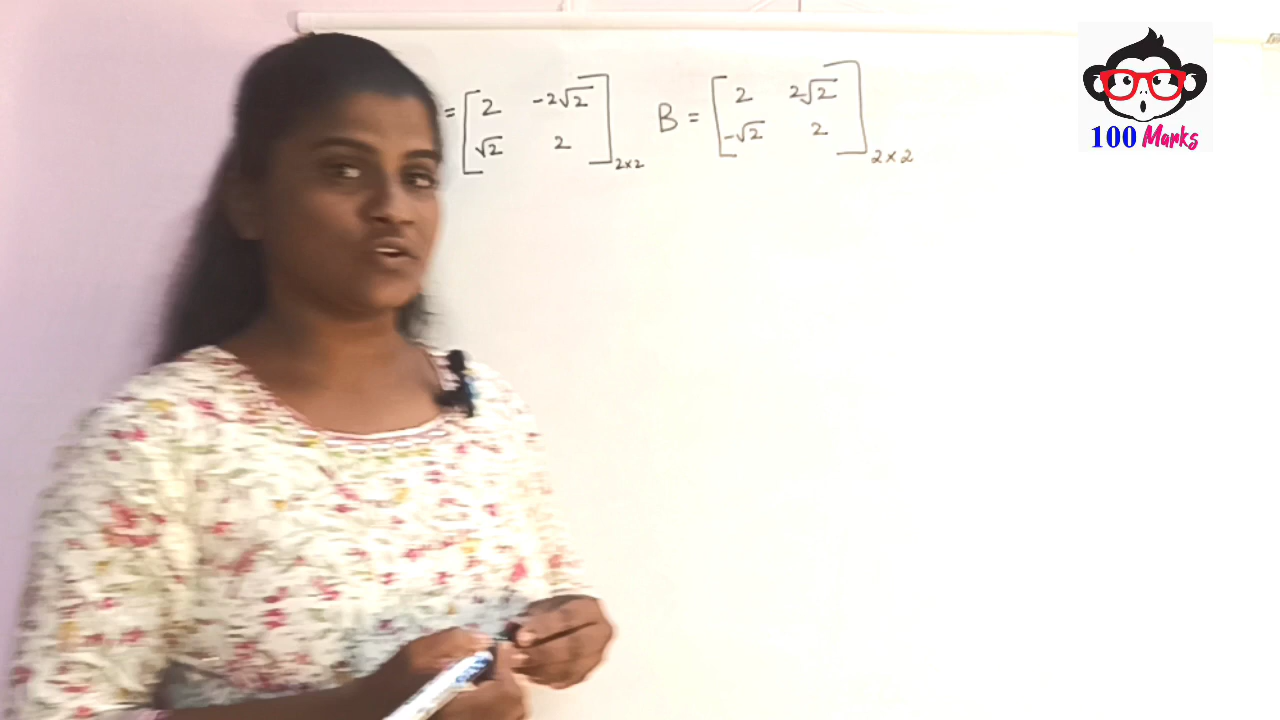 = [2 -2√2
√2 2] 2×2
B = [2 2√2
-√2 2] 2×2
100 Marks